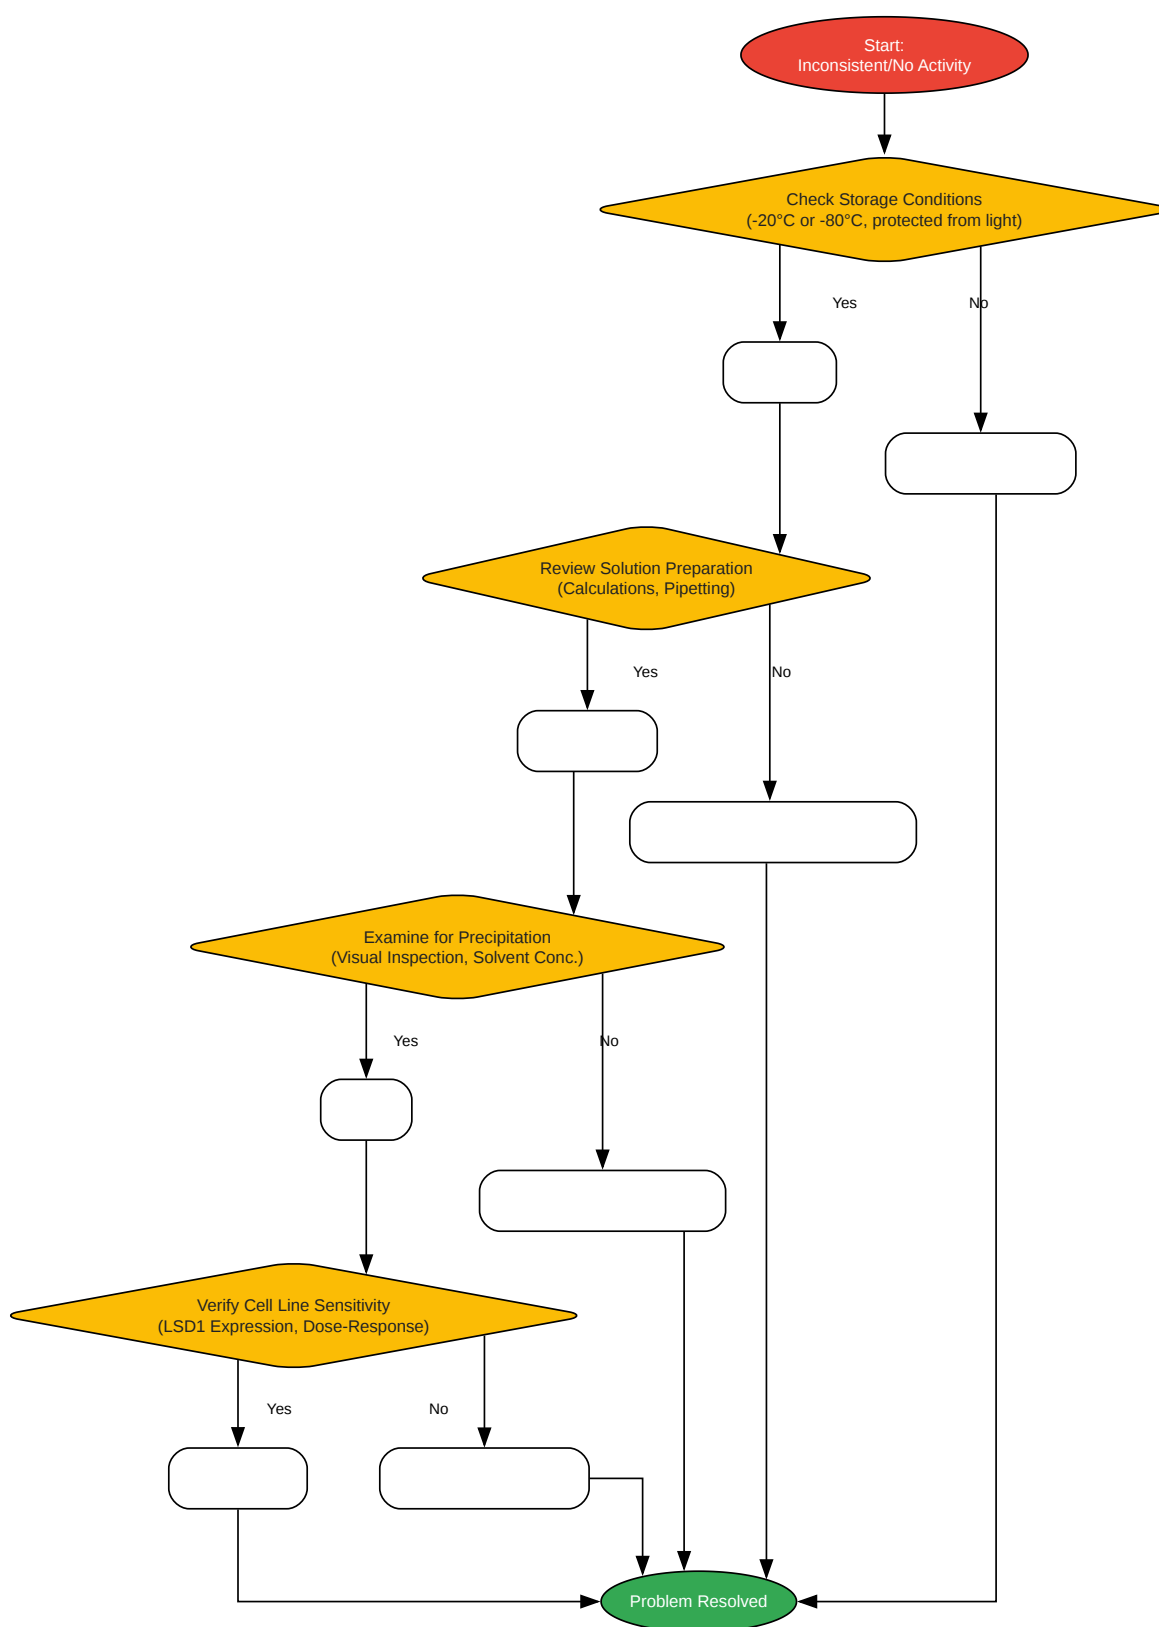 Start:
Inconsistent/No Activity
Check Storage Conditions
(-20°C or -80°C, protected from light)
Yes
No
Review Solution Preparation
(Calculations, Pipetting)
Yes
No
Examine for Precipitation
(Visual Inspection, Solvent Conc.)
Yes
No
Verify Cell Line Sensitivity
(LSD1 Expression, Dose-Response)
Yes
No
Problem Resolved